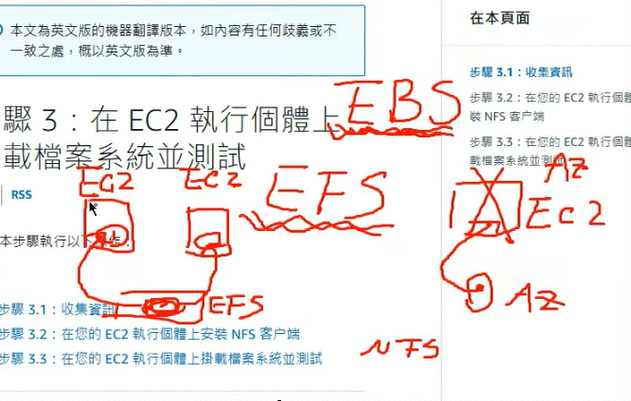 本文為英文版的機器翻譯版本，如內容有任何歧義或不
一致之處，概以英文版為準。
在本頁面
步驟 3.1：收集資訊
步驟 3.2：在您的 EC2 執行個體
裝 NFS 客户端
步驟 3.3：在您的 EC2 執行個體
載檔案系統並測試
驟 3：在 EC2 執行個體上
載檔案系統並測試
RSS
本步驟執行以下
步驟 3.1：收集資訊
步驟 3.2：在您的 EC2 執行個體上安裝 NFS 客户端
步驟 3.3：在您的 EC2 執行個體上掛載檔案系統並測試
EBS
EC2
EC2
EFS
AZ
EC2
EFS
AZ
NFS